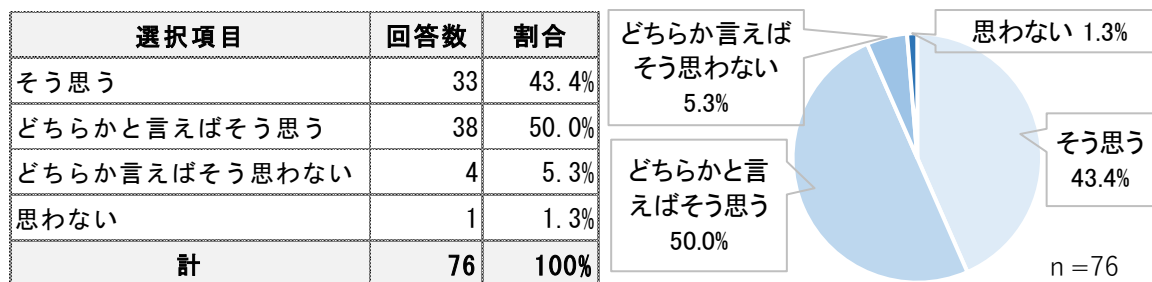 選択項目 回答数 割合
そう思う 33 43.4%
どちらかと言えばそう思う 38 50.0%
どちらか言えばそう思わない 4 5.3%
思わない 1 1.3%
計 76 100%
どちらか言えば
そう思わない
5.3%
思わない 1.3%
そう思う
43.4%
どちらかと言
えばそう思う
50.0%
n =76